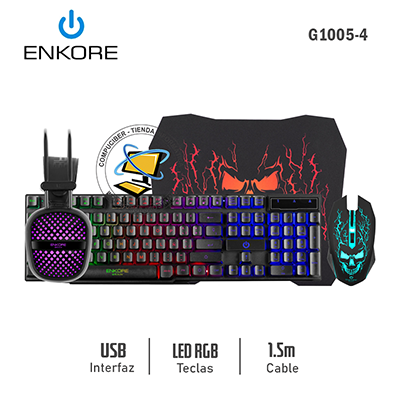 ENKORE
G1005-4
COMPUCIBER - TIENDA
ENKORE
USB
Interfaz
LED RGB
Teclas
1.5m
Cable